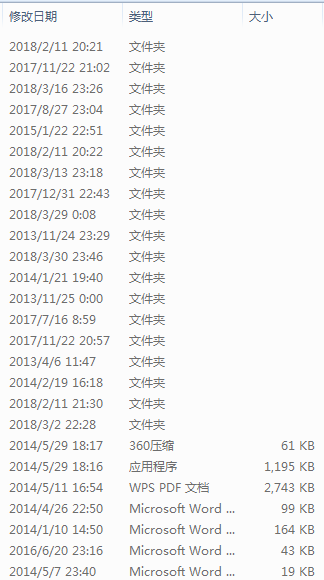 修改日期 类型 大小
2018/2/11 20:21 文件夹
2017/11/22 21:02 文件夹
2018/3/16 23:26 文件夹
2017/8/27 23:04 文件夹
2015/1/22 22:51 文件夹
2018/2/11 20:22 文件夹
2018/3/13 23:18 文件夹
2017/12/31 22:43 文件夹
2018/3/29 0:08 文件夹
2013/11/24 23:29 文件夹
2018/3/30 23:46 文件夹
2014/1/21 19:40 文件夹
2013/11/25 0:00 文件夹
2017/7/16 8:59 文件夹
2017/11/22 20:57 文件夹
2013/4/6 11:47 文件夹
2014/2/19 16:18 文件夹
2018/2/11 21:30 文件夹
2018/3/2 22:28 文件夹
2014/5/29 18:17 360压缩 61 KB
2014/5/29 18:16 应用程序 1,195 KB
2014/5/11 16:54 WPS PDF 文档 2,743 KB
2014/4/26 22:50 Microsoft Word ... 99 KB
2014/1/10 14:50 Microsoft Word ... 164 KB
2016/6/20 23:16 Microsoft Word ... 43 KB
2014/5/7 23:40 Microsoft Word ... 19 KB